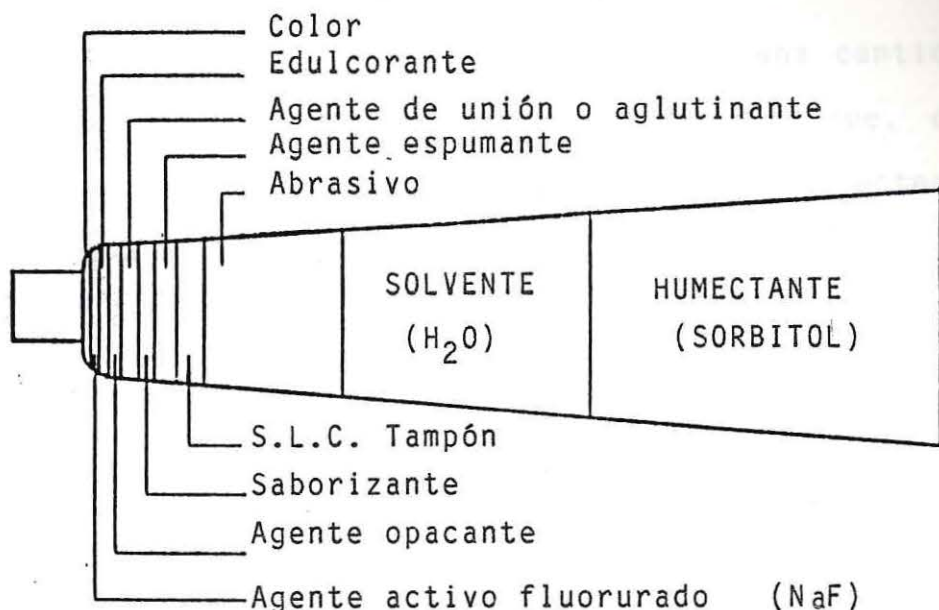 Color
Edulcorante
Agente de unión o aglutinante
Agente espumante
Abrasivo
SOLVENTE
(H₂O)
HUMECTANTE
(SORBITOL)
S.L.C. Tampón
Saborizante
Agente opacante
Agente activo fluorurado (NaF)